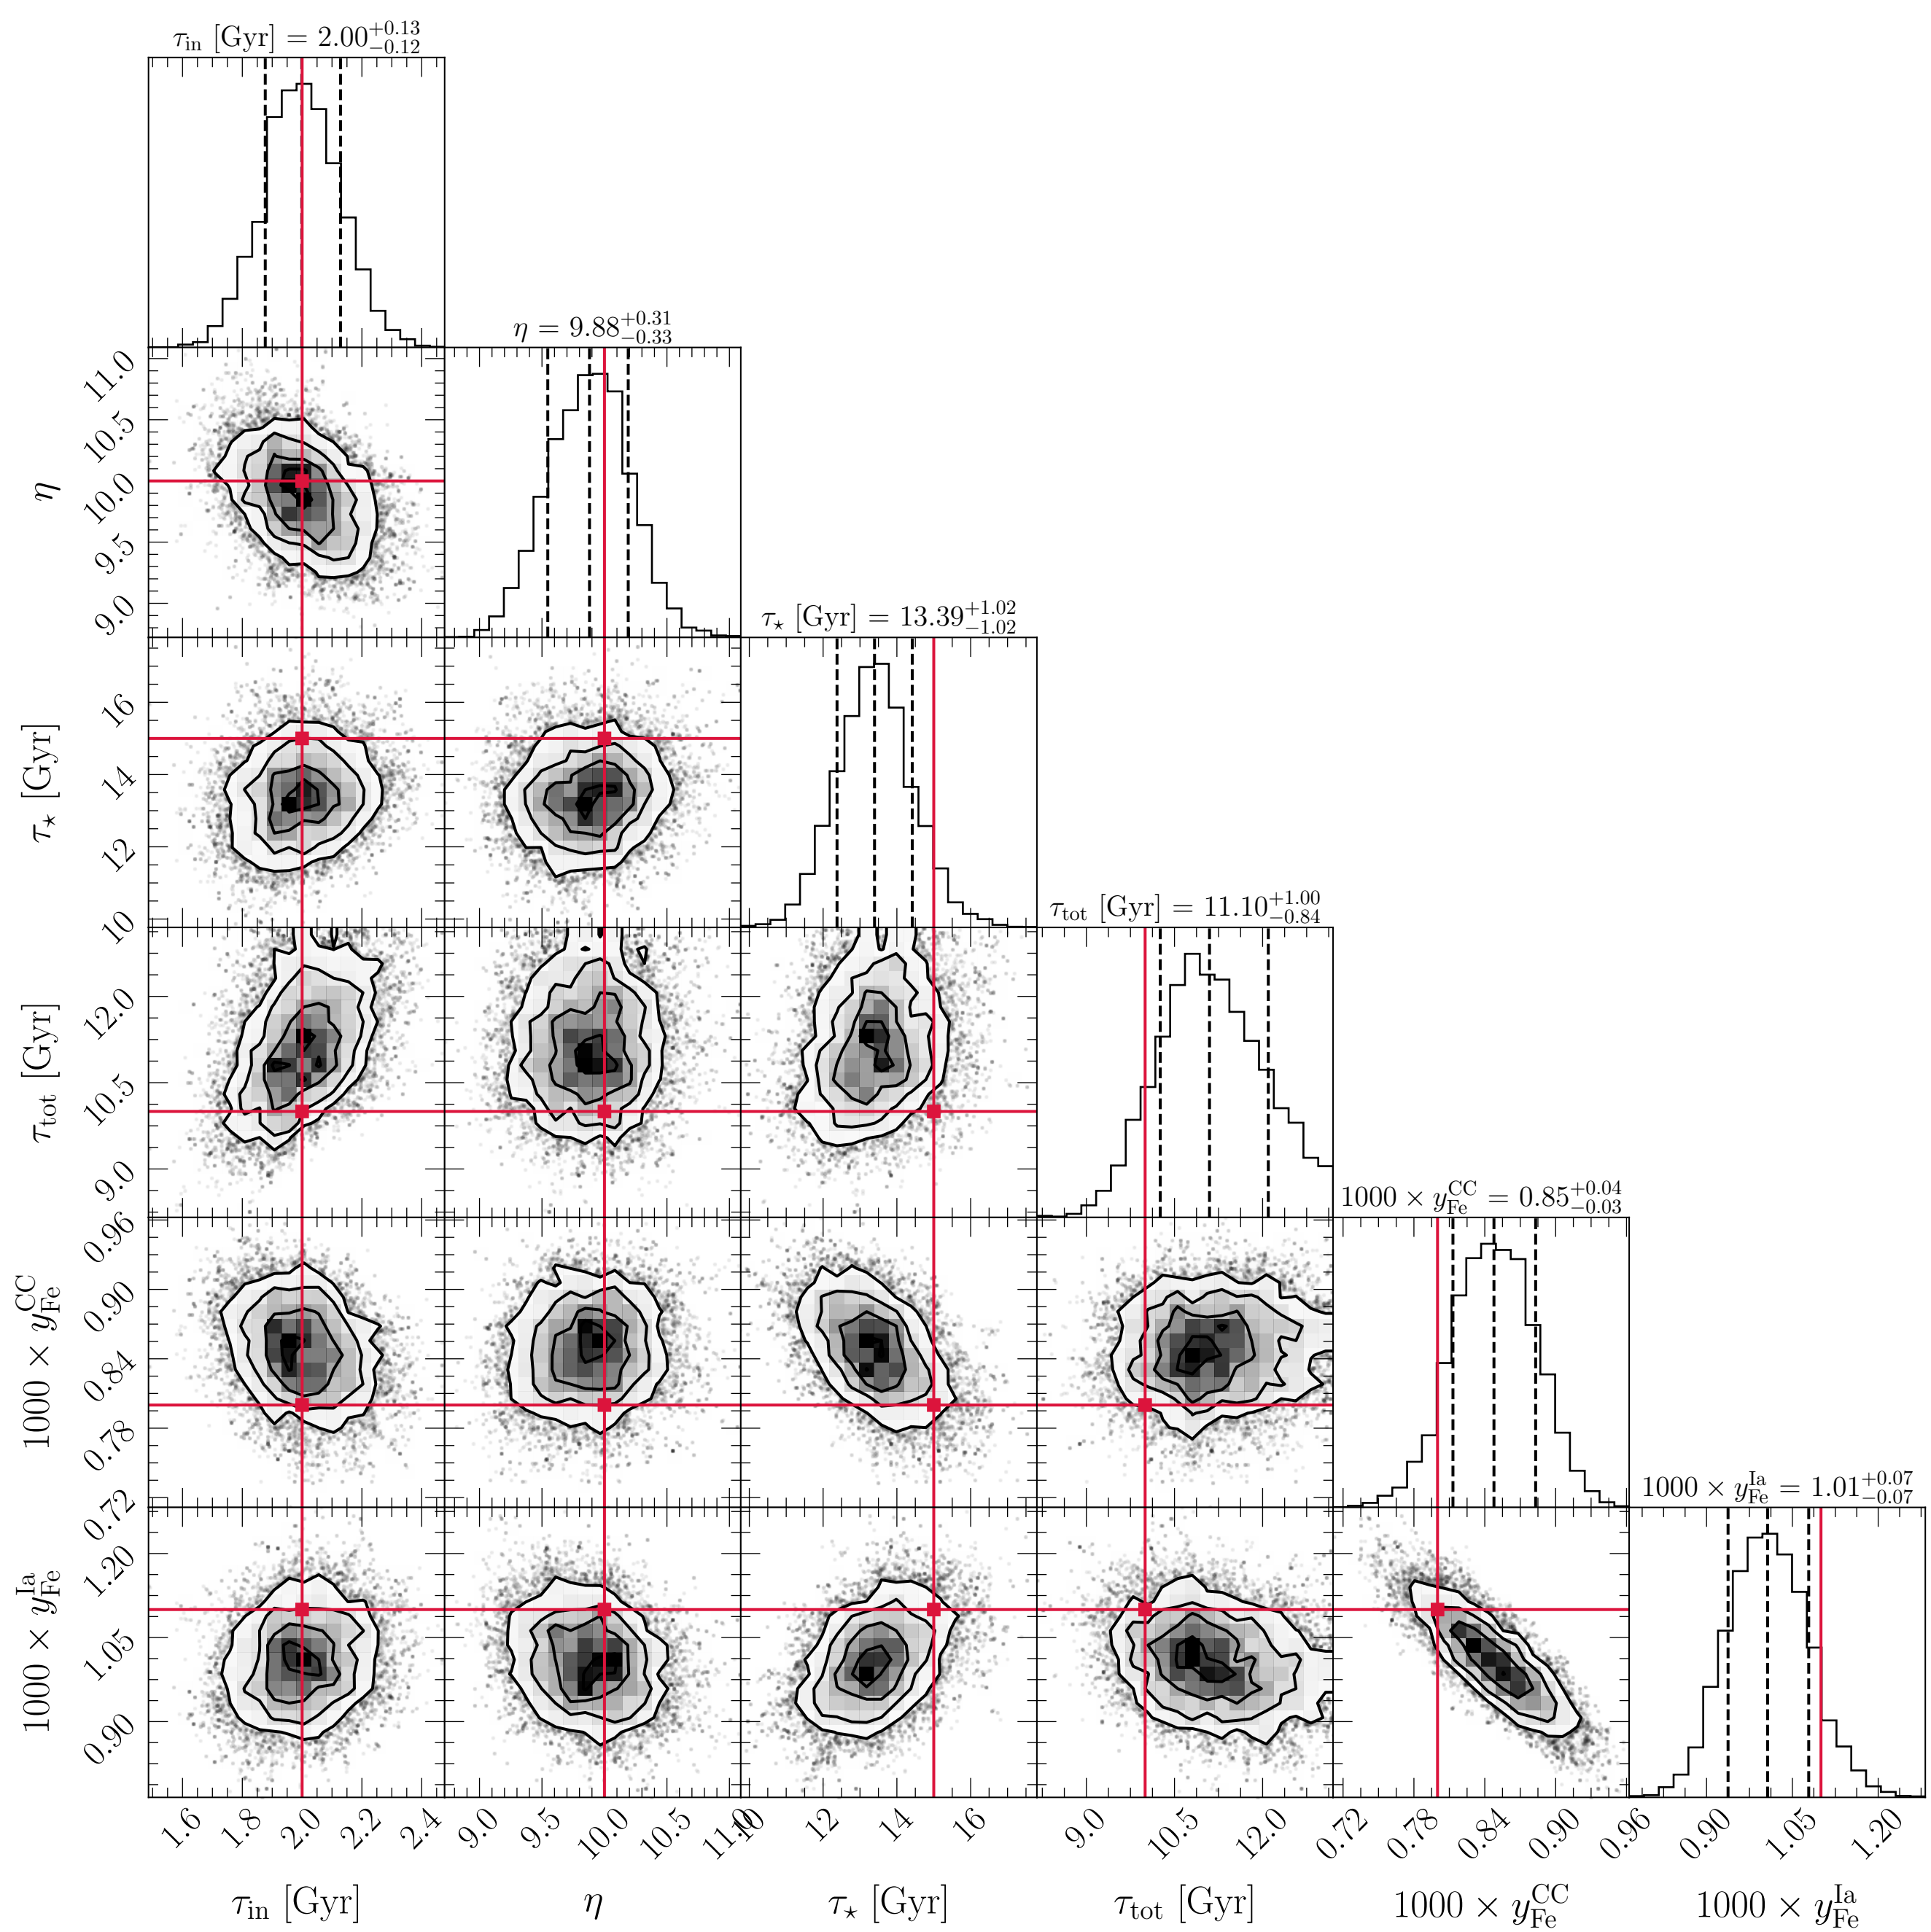 τ_in [Gyr] = 2.00^{+0.13}_{−0.12}
η = 9.88^{+0.31}_{−0.33}
τ_⋆ [Gyr] = 13.39^{+1.02}_{−1.02}
τ_tot [Gyr] = 11.10^{+1.00}_{−0.84}
1000 × y_Fe^CC = 0.85^{+0.04}_{−0.03}
1000 × y_Fe^Ia = 1.01^{+0.07}_{−0.07}
η
11.0
10.5
10.0
9.5
9.0
τ_⋆ [Gyr]
16
14
12
10
τ_tot [Gyr]
12.0
10.5
9.0
1000 × y_Fe^CC
0.96
0.90
0.84
0.78
0.72
1000 × y_Fe^Ia
1.20
1.05
0.90
1.6 1.8 2.0 2.2 2.4 9.0 9.5 10.0 10.5 11.0 10 12 14 16 9.0 10.5 12.0 0.72 0.78 0.84 0.90 0.96 0.90 1.05 1.20
τ_in [Gyr] η τ_⋆ [Gyr] τ_tot [Gyr] 1000 × y_Fe^CC 1000 × y_Fe^Ia